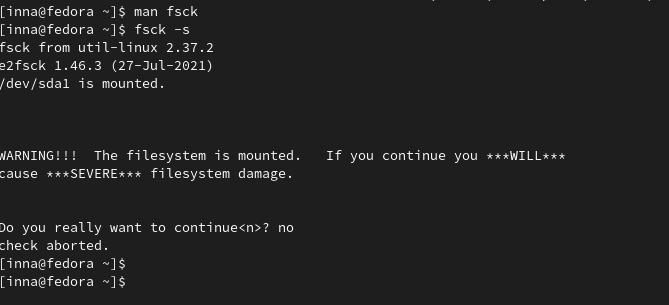 [inna@fedora ~]$ man fsck
[inna@fedora ~]$ fsck -s
fsck from util-linux 2.37.2
e2fsck 1.46.3 (27-Jul-2021)
/dev/sda1 is mounted.
WARNING!!!  The filesystem is mounted.   If you continue you ***WILL***
cause ***SEVERE*** filesystem damage.
Do you really want to continue<n>? no
check aborted.
[inna@fedora ~]$
[inna@fedora ~]$